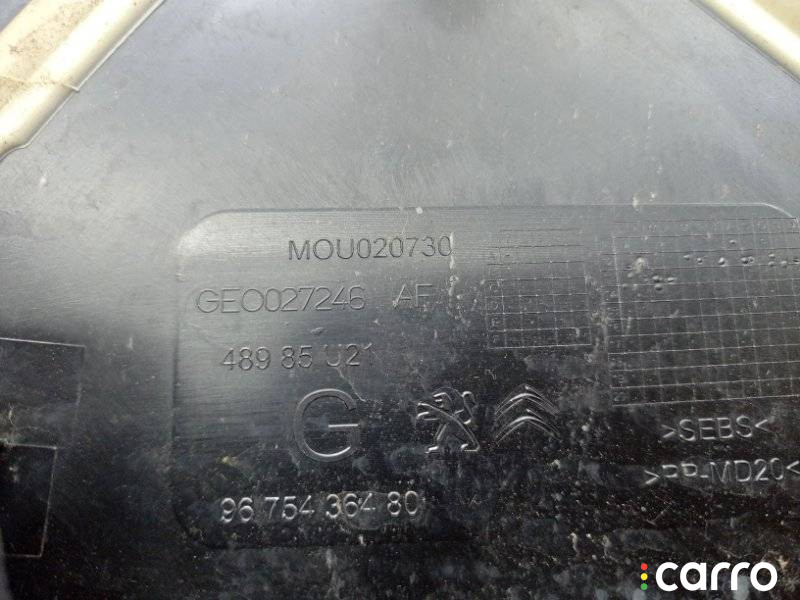 MOU020730
GEO027246 AF
489 85 U21
G
>SEBS<
>PP-MD20<
96 754 364 80
carro